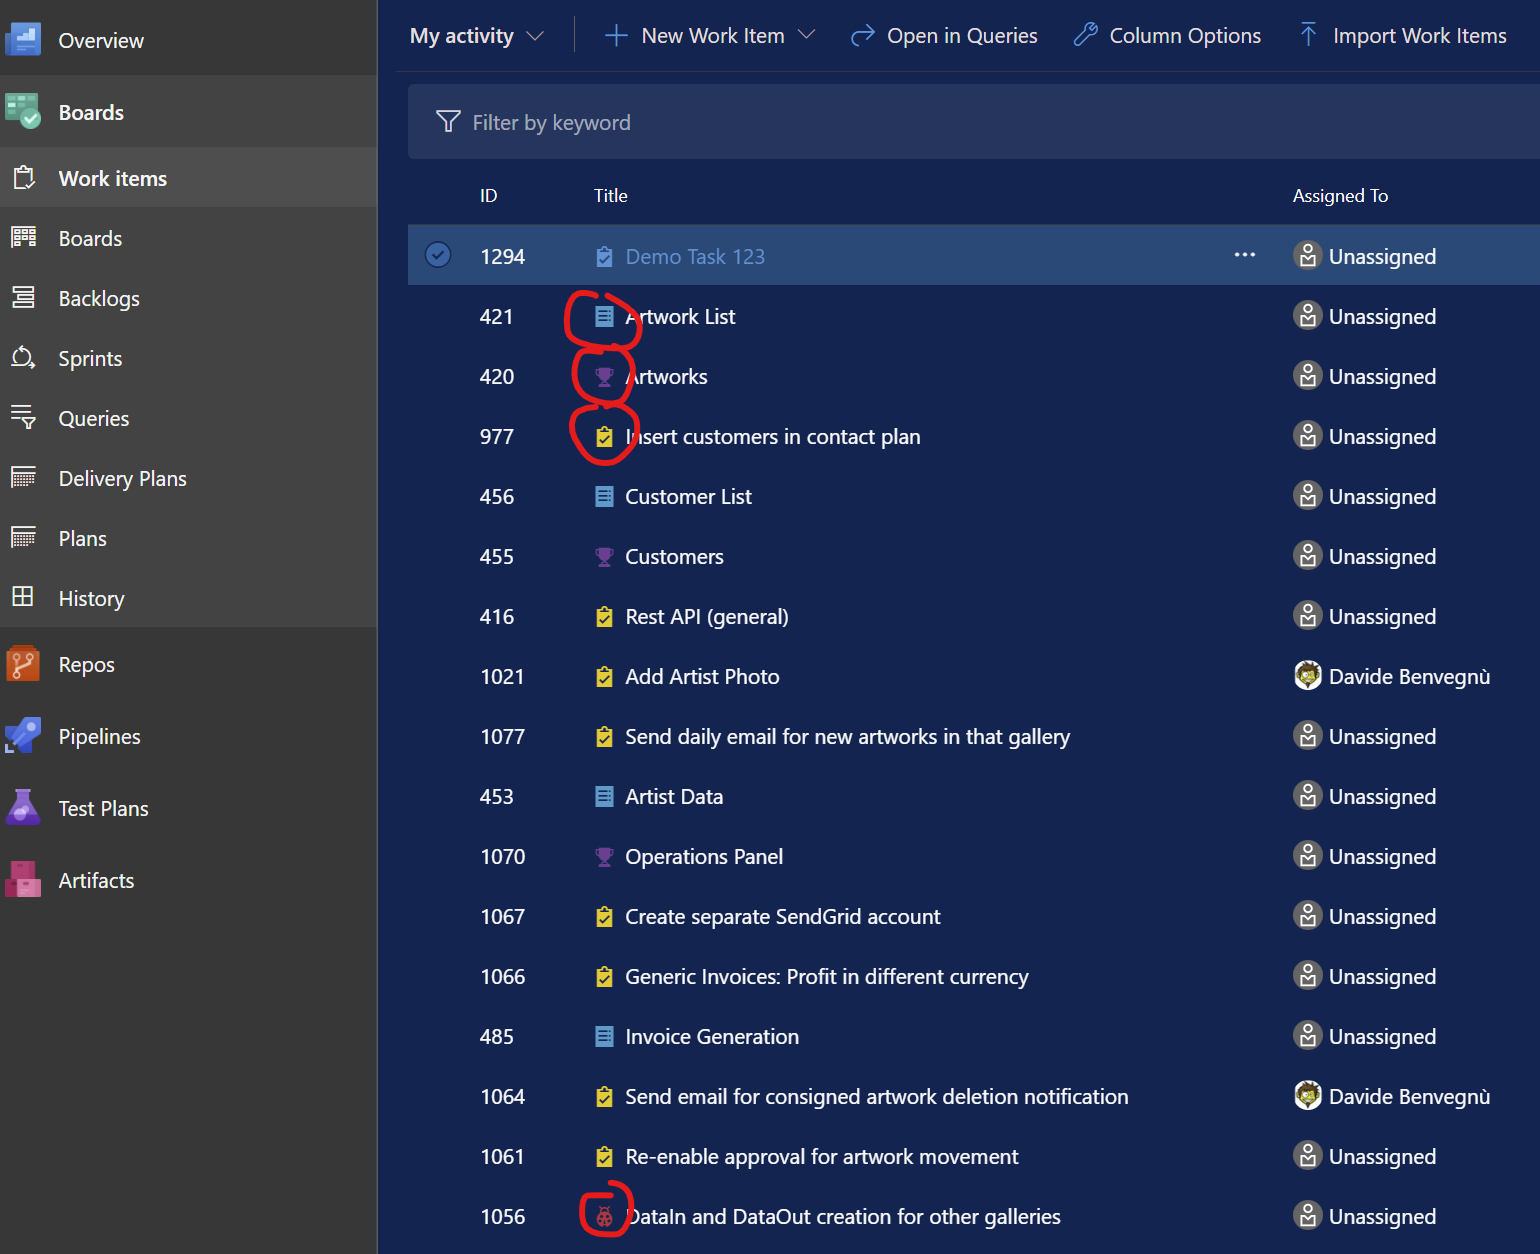 Overview
Boards
Work items
Boards
Backlogs
Sprints
Queries
Delivery Plans
Plans
History
Repos
Pipelines
Test Plans
Artifacts
My activity New Work Item Open in Queries Column Options Import Work Items
Filter by keyword
ID Title Assigned To
1294 Demo Task 123 ... Unassigned
421 Artwork List Unassigned
420 Artworks Unassigned
977 Insert customers in contact plan Unassigned
456 Customer List Unassigned
455 Customers Unassigned
416 Rest API (general) Unassigned
1021 Add Artist Photo Davide Benvegnù
1077 Send daily email for new artworks in that gallery Unassigned
453 Artist Data Unassigned
1070 Operations Panel Unassigned
1067 Create separate SendGrid account Unassigned
1066 Generic Invoices: Profit in different currency Unassigned
485 Invoice Generation Unassigned
1064 Send email for consigned artwork deletion notification Davide Benvegnù
1061 Re-enable approval for artwork movement Unassigned
1056 DataIn and DataOut creation for other galleries Unassigned